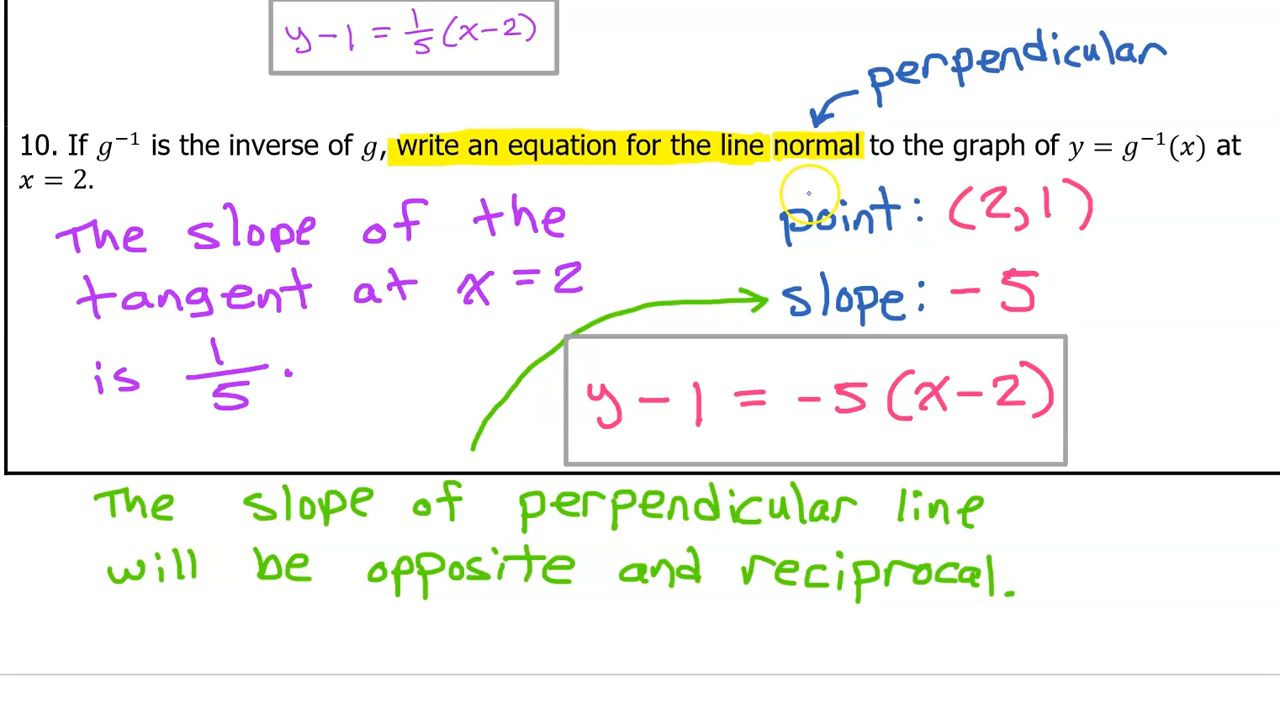 y − 1 = 1/5 (x − 2)
perpendicular
10. If g⁻¹ is the inverse of g, write an equation for the line normal to the graph of y = g⁻¹(x) at
x = 2.
The slope of the
tangent at x = 2
is 1/5.
point: (2,1)
slope: − 5
y − 1 = − 5 (x − 2)
The slope of perpendicular line
will be opposite and reciprocal.